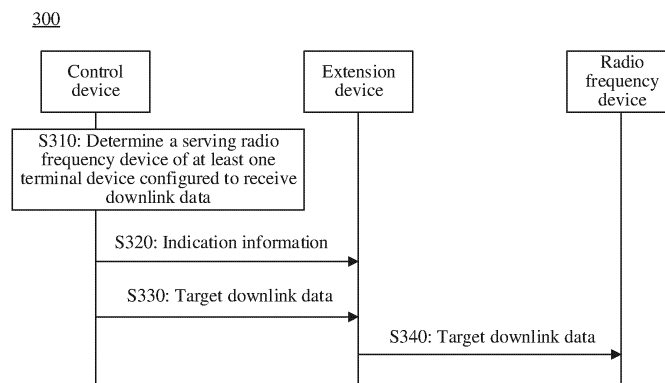 300
Control
device
Extension
device
Radio
frequency
device
S310: Determine a serving radio
frequency device of at least one
terminal device configured to receive
downlink data
S320: Indication information
S330: Target downlink data
S340: Target downlink data